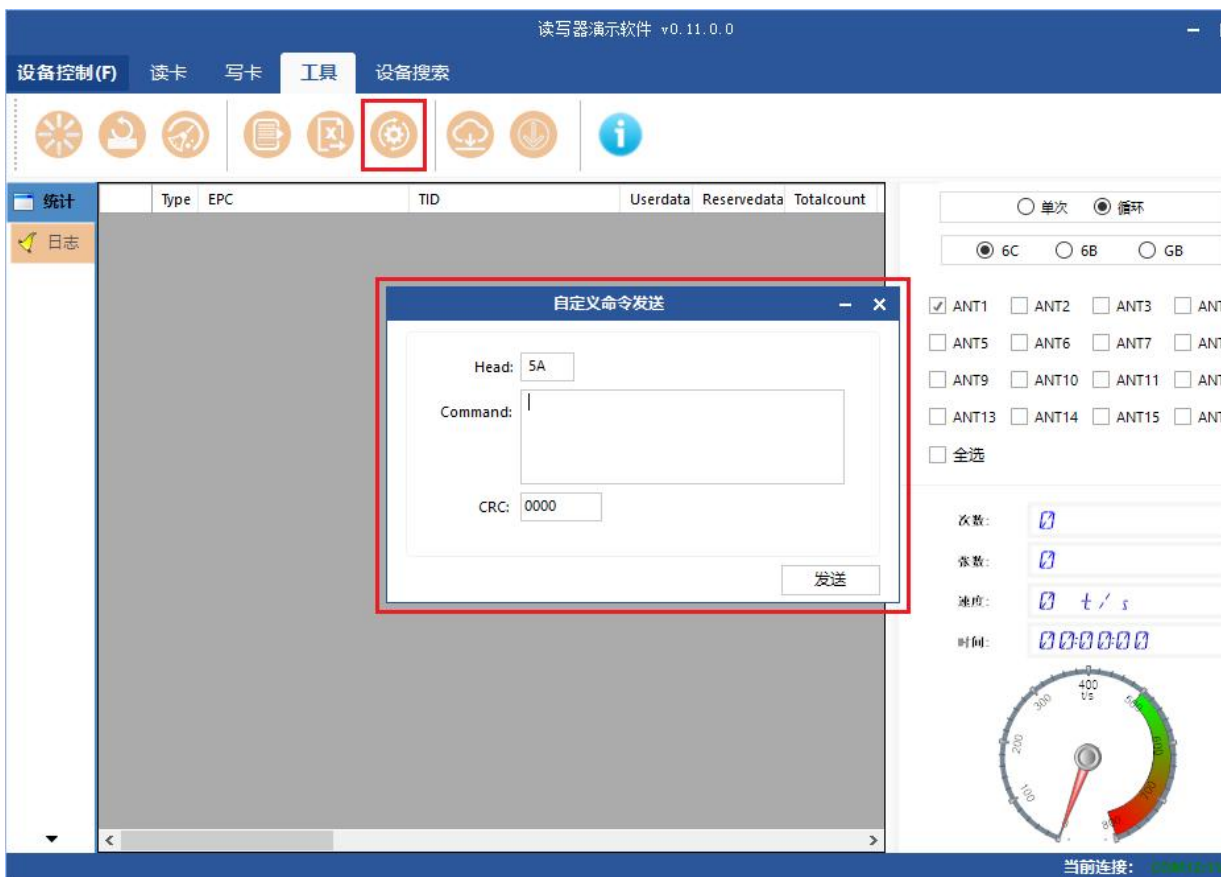 读写器演示软件 v0.11.0.0
设备控制(F) 读卡 写卡 工具 设备搜索
统计
日志
Type EPC TID Userdata Reservedata Totalcount
单次 循环
6C 6B GB
自定义命令发送
Head: 5A
Command:
CRC: 0000
发送
ANT1 ANT2 ANT3
ANT5 ANT6 ANT7
ANT9 ANT10 ANT11
ANT13 ANT14 ANT15
全选
次数: 0
张数: 0
速度: 0 t/s
时间: 00:00:00
400
t/s
300
200
100
500
600
700
当前连接: